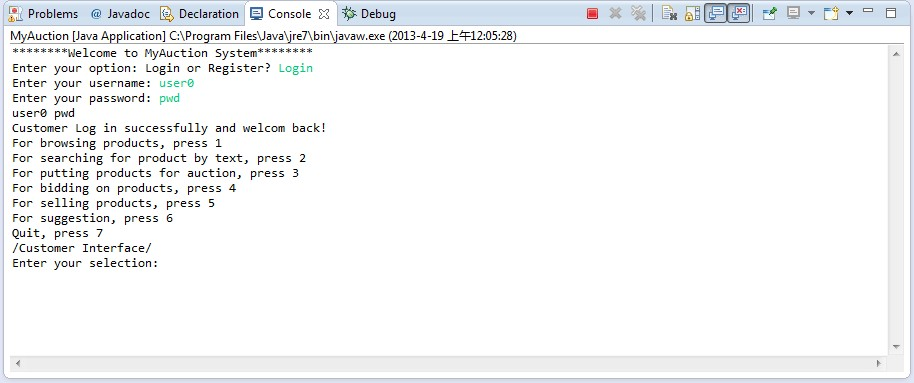 Problems @ Javadoc Declaration Console Debug
MyAuction [Java Application] C:\Program Files\Java\jre7\bin\javaw.exe (2013-4-19 上午12:05:28)
********Welcome to MyAuction System********
Enter your option: Login or Register? Login
Enter your username: user0
Enter your password: pwd
user0 pwd
Customer Log in successfully and welcom back!
For browsing products, press 1
For searching for product by text, press 2
For putting products for auction, press 3
For bidding on products, press 4
For selling products, press 5
For suggestion, press 6
Quit, press 7
/Customer Interface/
Enter your selection: